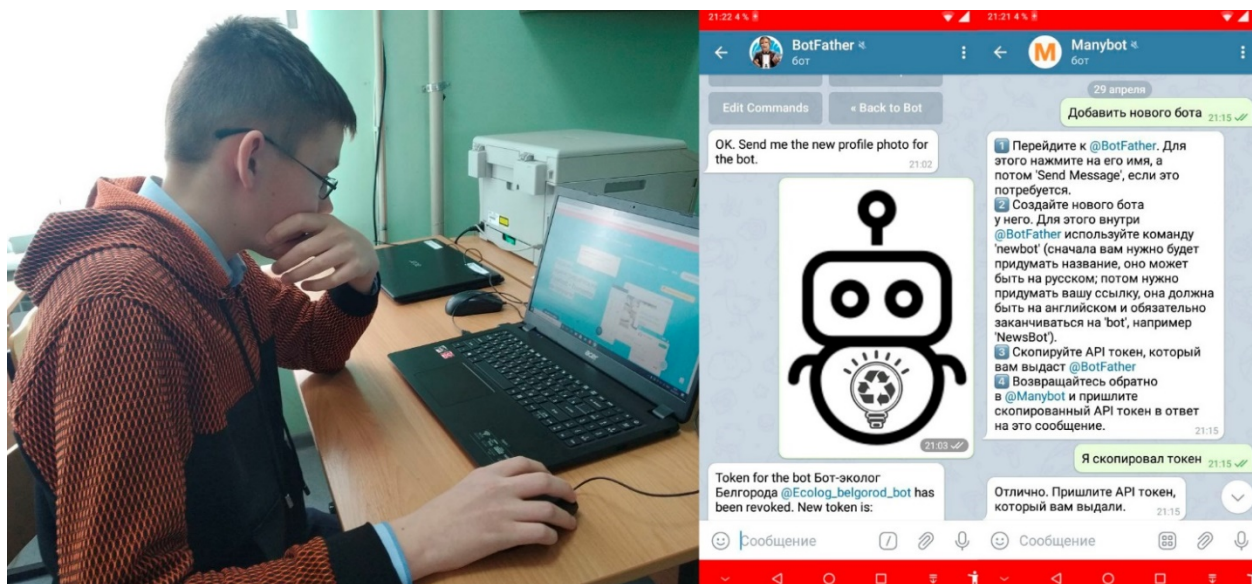 21:22 4 %
BotFather
бот
Edit Commands
« Back to Bot
OK. Send me the new profile photo for
the bot.
21:02
21:03
Token for the bot Бот-эколог
Белгорода @Ecolog_belgorod_bot has
been revoked. New token is:
Сообщение
21:21 4 %
M
Manybot
бот
29 апреля
Добавить нового бота
21:15
1 Перейдите к @BotFather. Для
этого нажмите на его имя, а
потом 'Send Message', если это
потребуется.
2 Создайте нового бота
у него. Для этого внутри
@BotFather используйте команду
'newbot' (сначала вам нужно будет
придумать название, оно может
быть на русском; потом нужно
придумать вашу ссылку, она должна
быть на английском и обязательно
заканчиваться на 'bot', например
'NewsBot').
3 Скопируйте API токен, который
вам выдаст @BotFather
4 Возвращайтесь обратно
в @Manybot и пришлите
скопированный API токен в ответ
на это сообщение.
21:15
Я скопировал токен
21:15
Отлично. Пришлите API токен,
который вам выдали.
21:15
Сообщение
acer